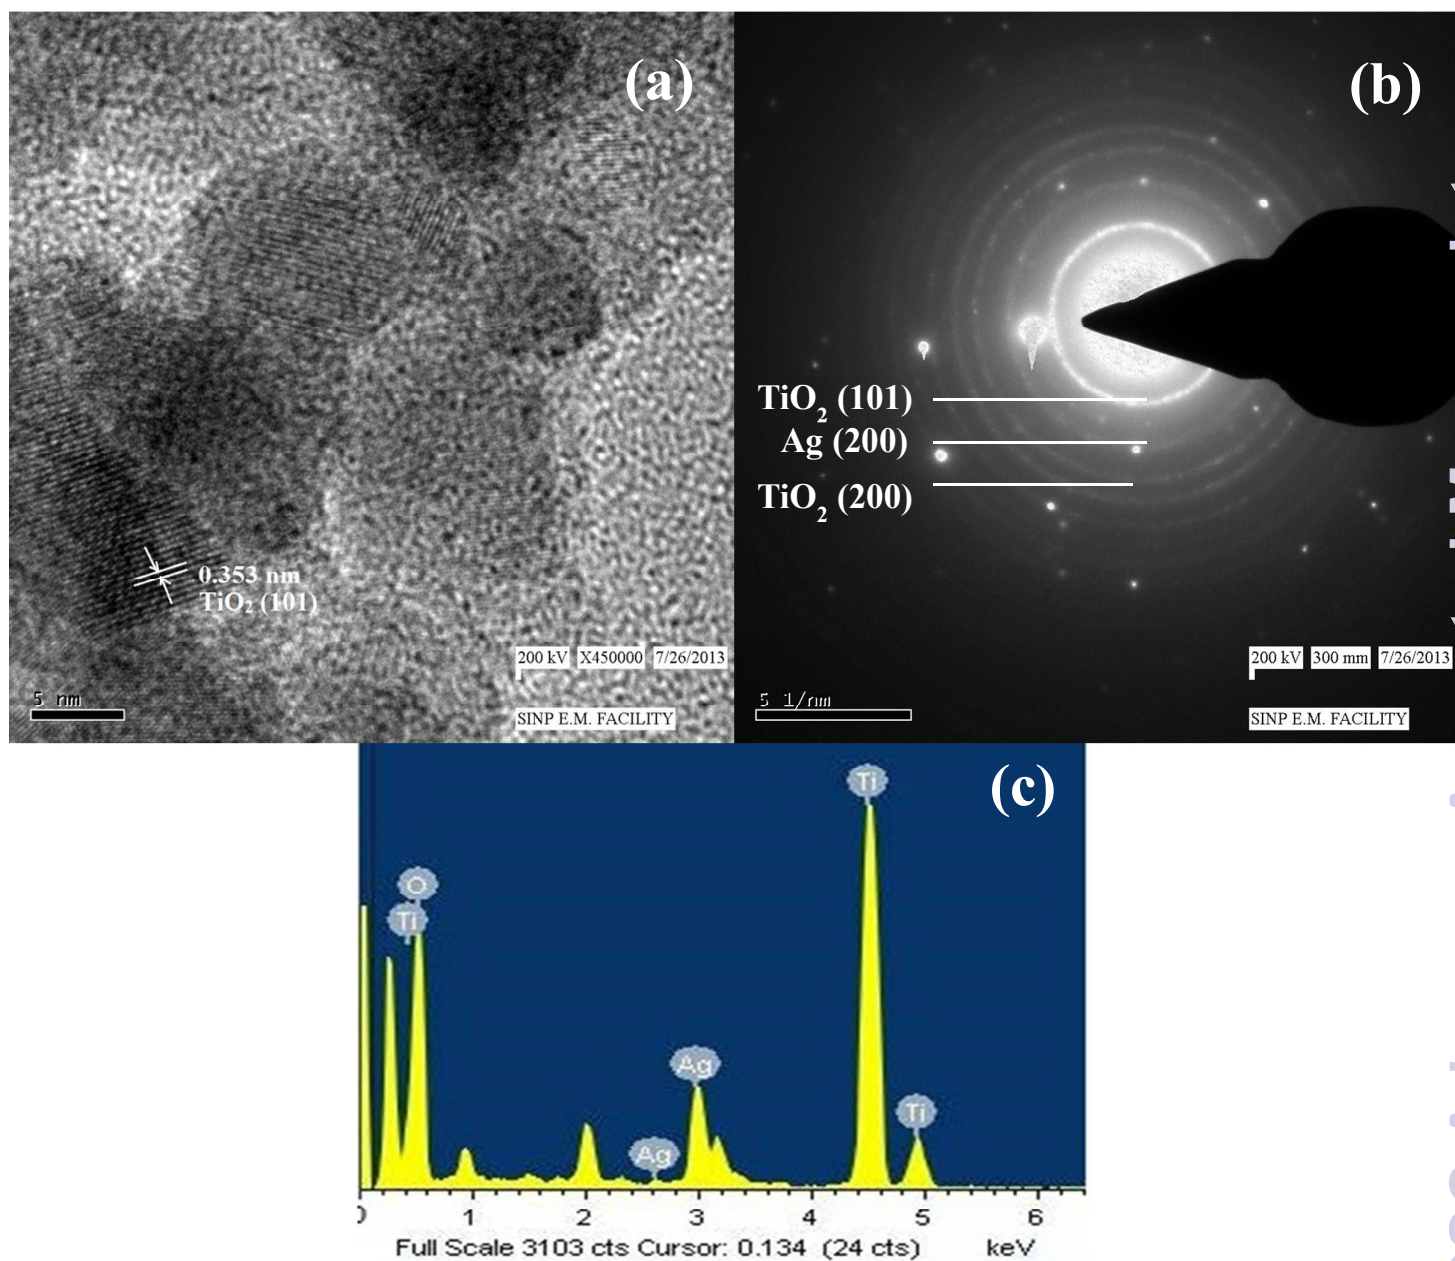 (a)
0.353 nm
TiO₂ (101)
5 nm
200 kV X450000 7/26/2013
SINP E.M. FACILITY
(b)
TiO₂ (101)
Ag (200)
TiO₂ (200)
5 1/nm
200 kV 300 mm 7/26/2013
SINP E.M. FACILITY
(c)
Ti
O
Ti
Ag
Ag
Ti
0 1 2 3 4 5 6
Full Scale 3103 cts Cursor: 0.134 (24 cts) keV